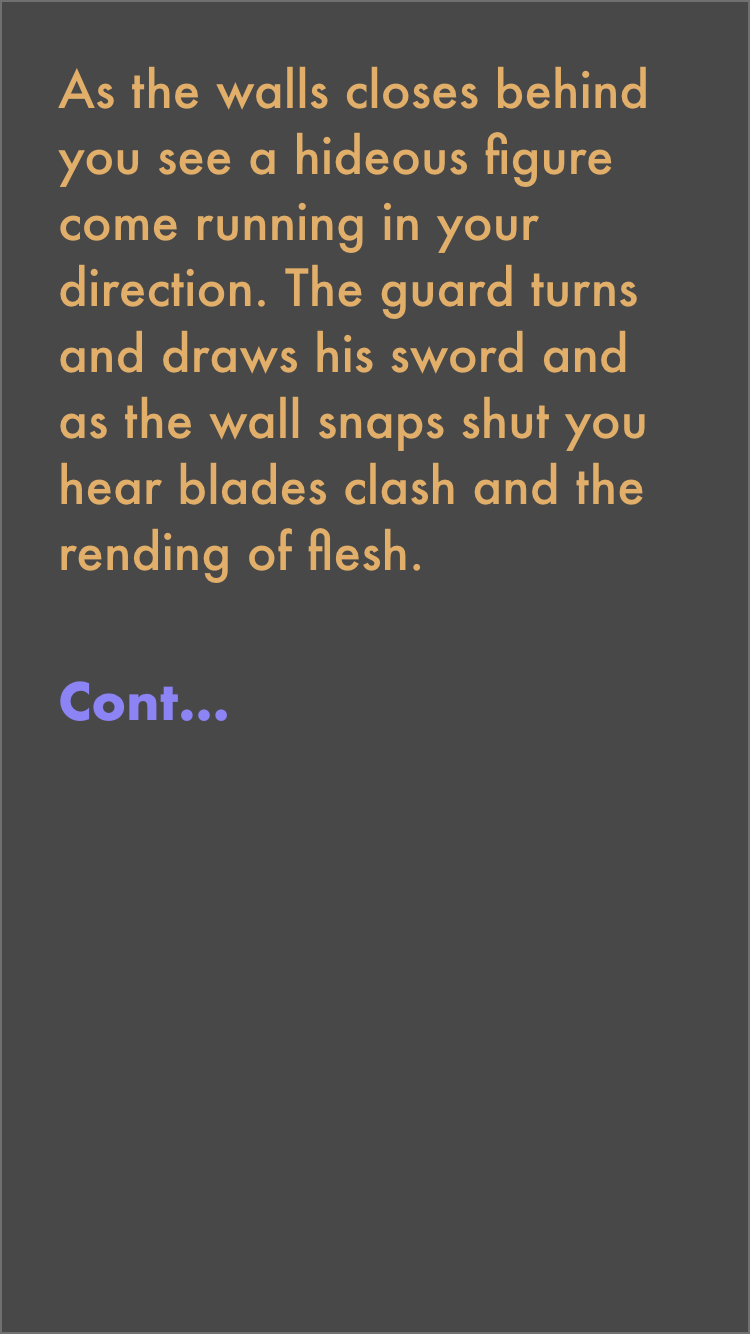 As the walls closes behind
you see a hideous figure
come running in your
direction. The guard turns
and draws his sword and
as the wall snaps shut you
hear blades clash and the
rending of flesh.
Cont...